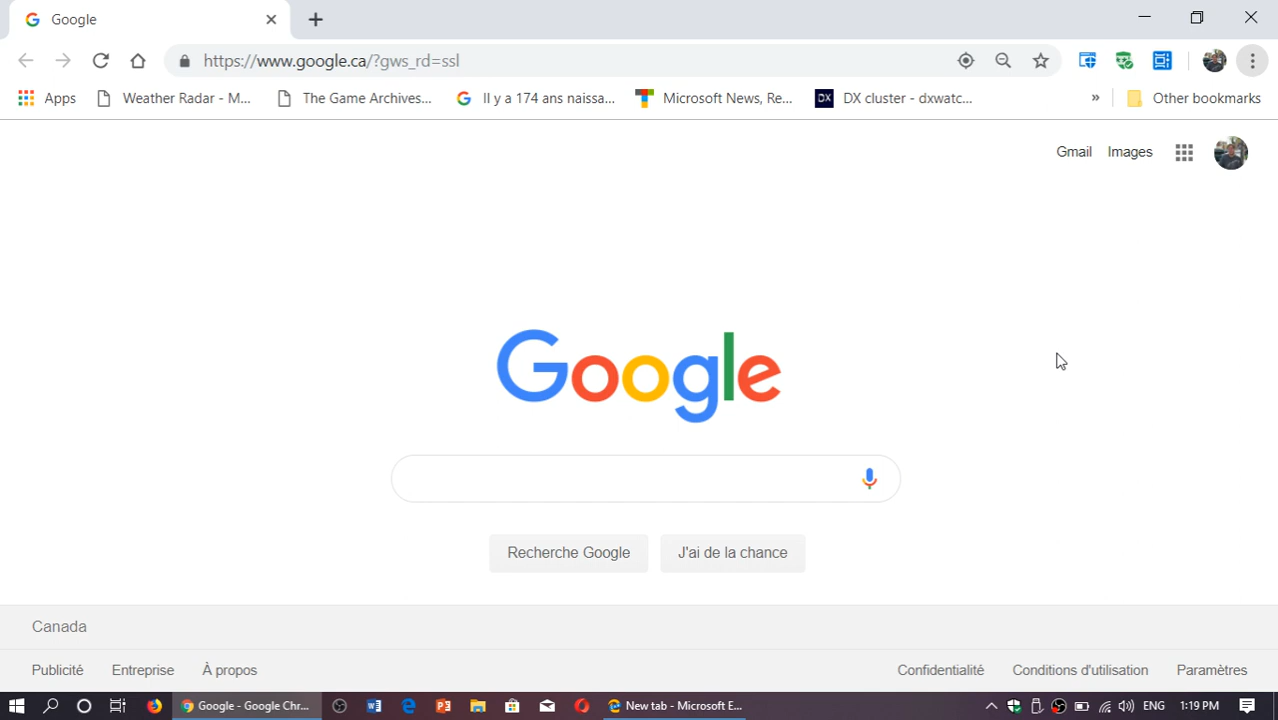 Google
https://www.google.ca/?gws_rd=ssl
Apps
Weather Radar - M...
The Game Archives...
Il y a 174 ans naissa...
Microsoft News, Re...
DX
DX cluster - dxwatc...
»
Other bookmarks
Gmail
Images
Google
Recherche Google
J'ai de la chance
Canada
Publicité
Entreprise
À propos
Confidentialité
Conditions d'utilisation
Paramètres
Google - Google Chr...
New tab - Microsoft E...
ENG
1:19 PM